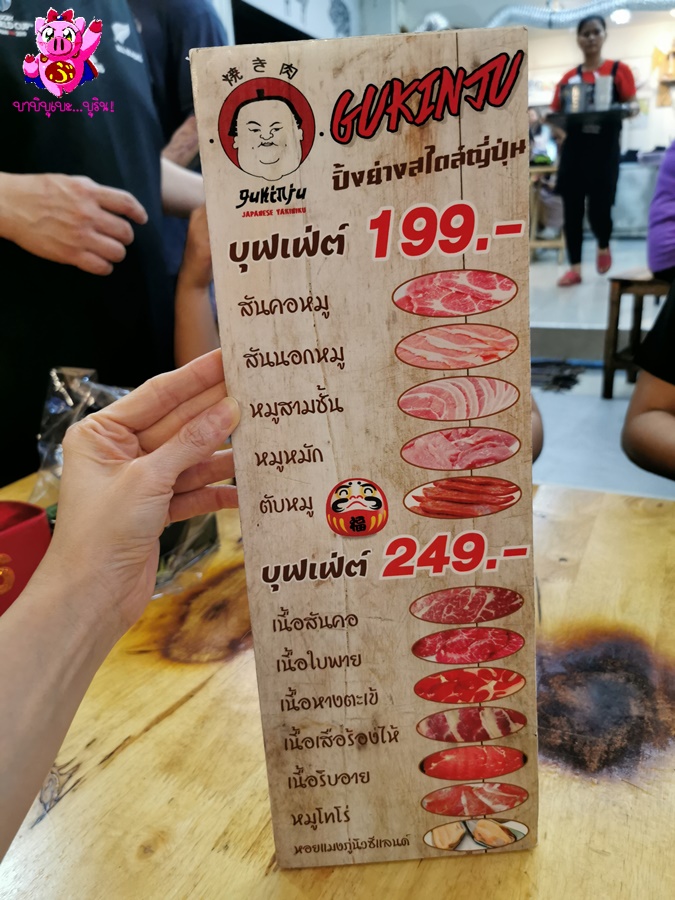 บาบิบูเบะ...บูริน!
焼き肉
GUKINJU
gukinju
JAPANESE YAKINIKU
ปิ้งย่างสไตล์ญี่ปุ่น
บุฟเฟ่ต์ 199.-
สันคอหมู
สันนอกหมู
หมูสามชั้น
หมูหมัก
ตับหมู
福
บุฟเฟ่ต์ 249.-
เนื้อสันคอ
เนื้อใบพาย
เนื้อหางตะเข้
เนื้อเสือร้องไห้
เนื้อริบอาย
หมูโทโร่
หอยแมงภู่นิวซีแลนด์